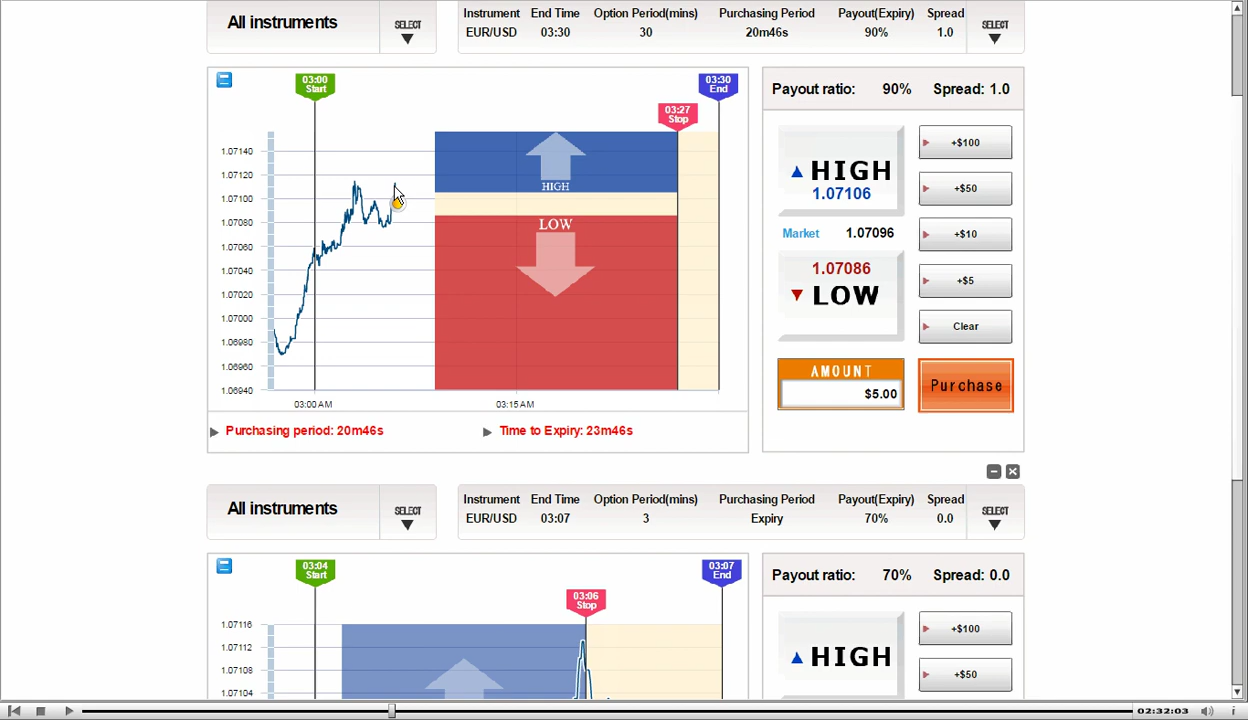 All instruments
SELECT
Instrument End Time Option Period(mins) Purchasing Period Payout(Expiry) Spread
EUR/USD 03:30 30 20m46s 90% 1.0
SELECT
03:00
Start
03:30
End
03:27
Stop
1.07140
1.07120
1.07100
1.07080
1.07060
1.07040
1.07020
1.07000
1.06980
1.06960
1.06940
HIGH
LOW
03:00AM
03:15AM
Purchasing period: 20m46s
Time to Expiry: 23m46s
Payout ratio: 90% Spread: 1.0
HIGH
1.07106
Market 1.07096
1.07086
LOW
+$100
+$50
+$10
+$5
Clear
AMOUNT
$5.00
Purchase
All instruments
SELECT
Instrument End Time Option Period(mins) Purchasing Period Payout(Expiry) Spread
EUR/USD 03:07 3 Expiry 70% 0.0
SELECT
03:04
Start
03:07
End
03:06
Stop
1.07116
1.07112
1.07108
1.07104
Payout ratio: 70% Spread: 0.0
HIGH
+$100
+$50
02:32:03